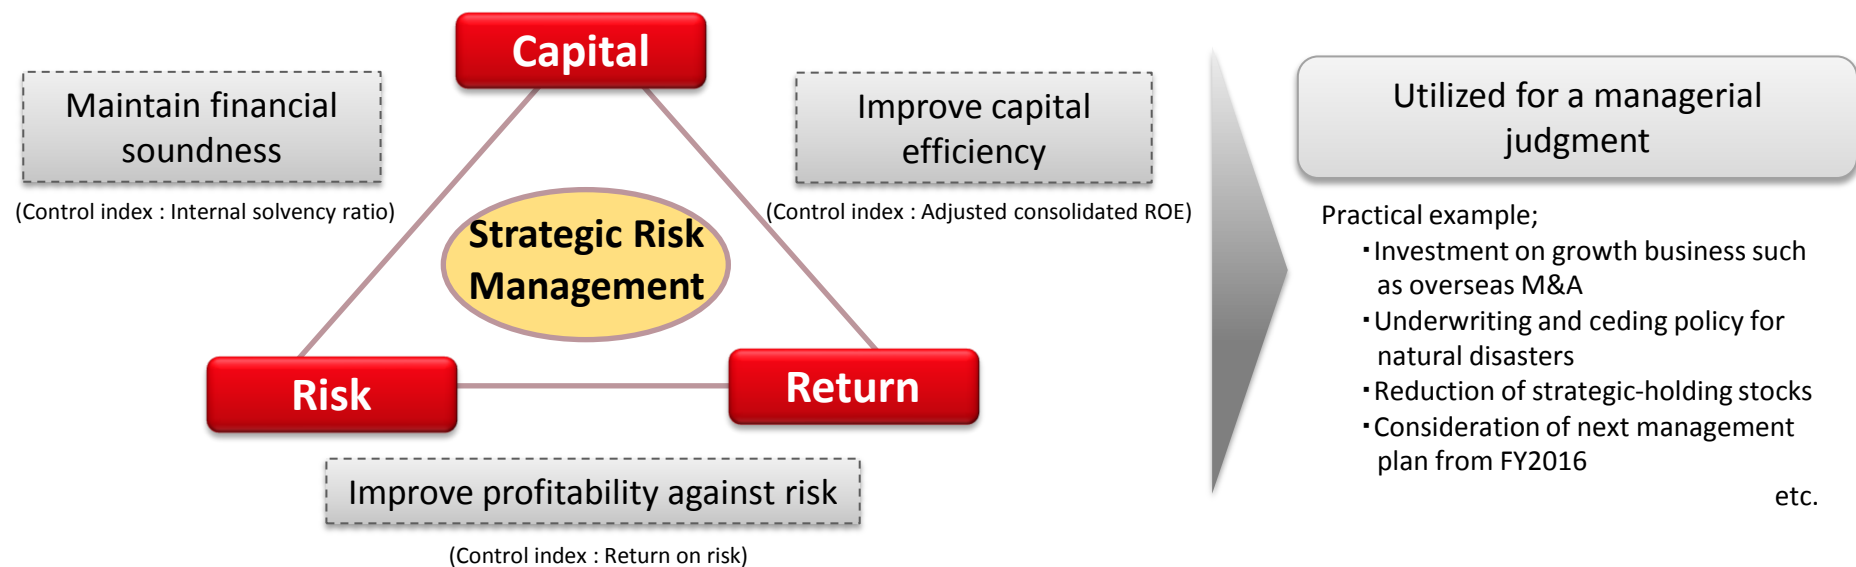 Capital
Maintain financial
soundness
(Control index : Internal solvency ratio)
Improve capital
efficiency
(Control index : Adjusted consolidated ROE)
Strategic Risk
Management
Risk
Return
Improve profitability against risk
(Control index : Return on risk)
Utilized for a managerial
judgment
Practical example;
・Investment on growth business such
as overseas M&A
・Underwriting and ceding policy for
natural disasters
・Reduction of strategic-holding stocks
・Consideration of next management
plan from FY2016
etc.